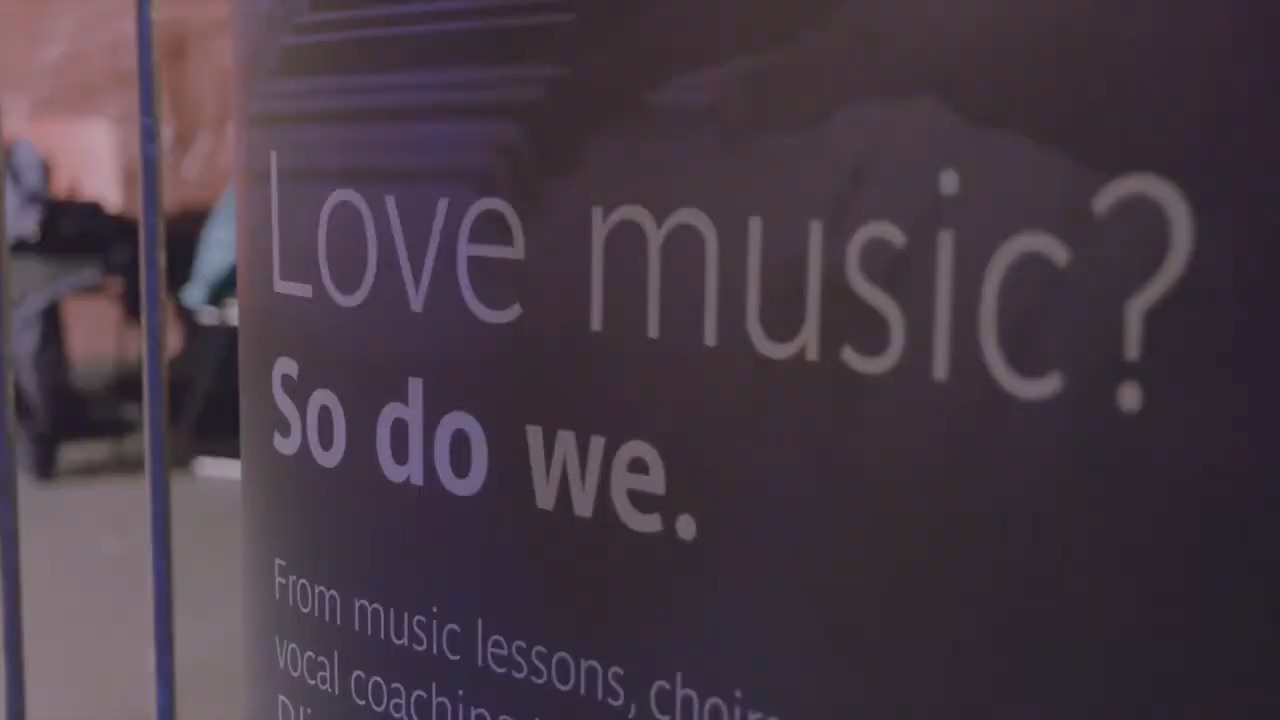 Love music?
So do we.
From music lessons, choirs
vocal coaching